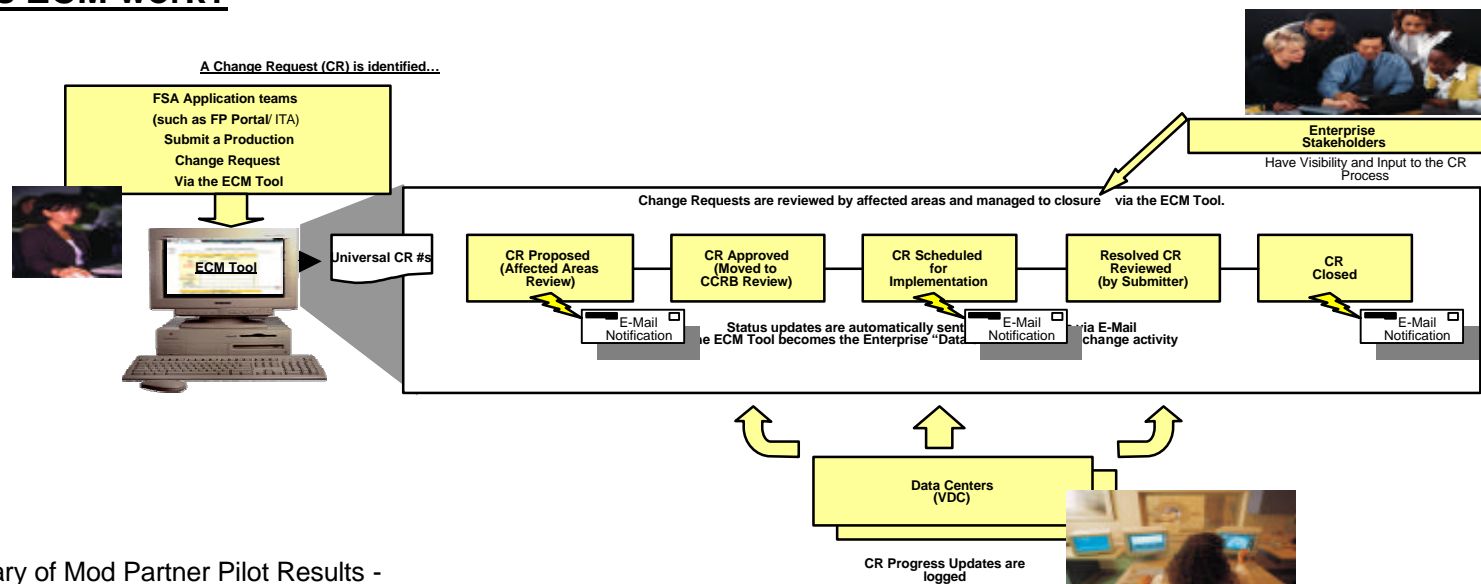 ECM work?
A Change Request (CR) is identified…
FSA Application teams
(such as FP Portal/ ITA)
Submit a Production
Change Request
Via the ECM Tool
Enterprise
Stakeholders
Have Visibility and Input to the CR
Process
Change Requests are reviewed by affected areas and managed to closure via the ECM Tool.
ECM Tool
Universal CR #s
CR Proposed
(Affected Areas
Review)
CR Approved
(Moved to
CCRB Review)
CR Scheduled
for
Implementation
Resolved CR
Reviewed
(by Submitter)
CR
Closed
E-Mail
Notification
E-Mail
Notification
E-Mail
Notification
Status updates are automatically sent via E-Mail
ECM Tool becomes the Enterprise “Data change activity
Data Centers
(VDC)
CR Progress Updates are
logged
of Mod Partner Pilot Results -